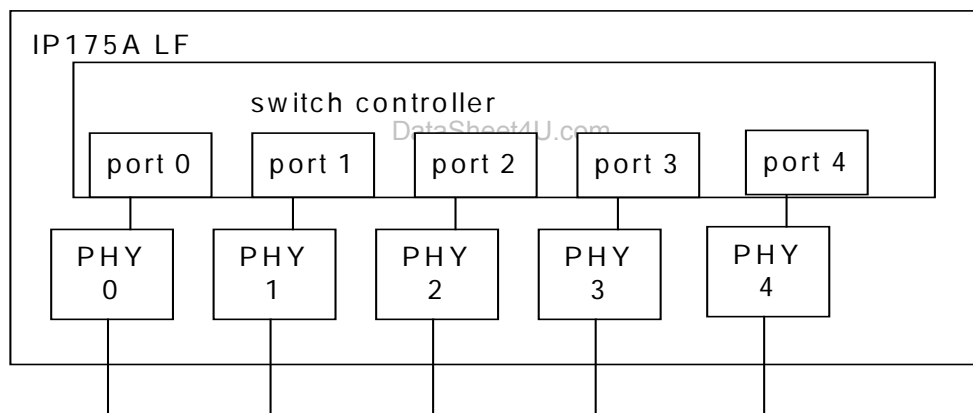 IP175A LF
switch controller
DataSheet4U.com
port 0 port 1 port 2 port 3 port 4
PHY 0 PHY 1 PHY 2 PHY 3 PHY 4